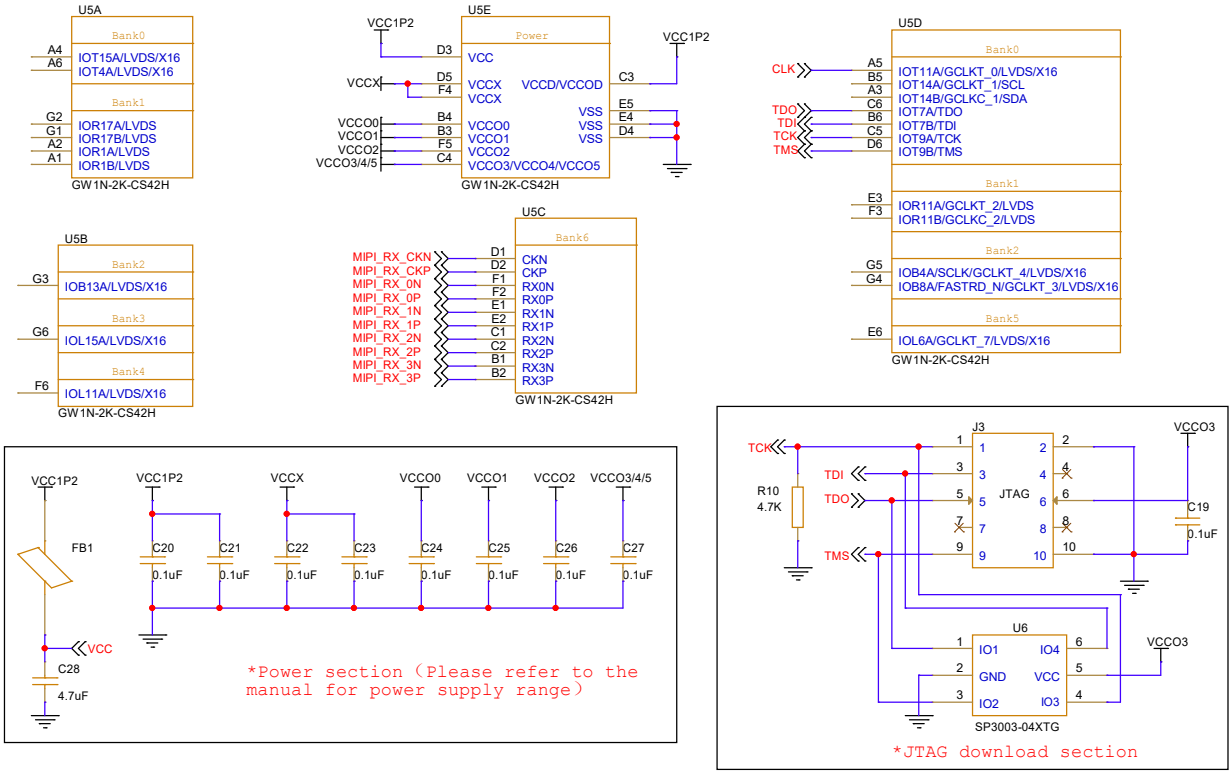 U5A
Bank0
A4 IOT15A/LVDS/X16
A6 IOT4A/LVDS/X16
Bank1
G2 IOR17A/LVDS
G1 IOR17B/LVDS
A2 IOR1A/LVDS
A1 IOR1B/LVDS
GW1N-2K-CS42H
U5E
Power
VCC1P2
VCC1P2
D3 VCC
VCCX D5 VCCX VCCD/VCCOD C3
F4 VCCX
VSS E5
VCCO0 B4 VCCO0 VSS E4
VCCO1 B3 VCCO1 VSS D4
VCCO2 F5 VCCO2
VCCO3/4/5 C4 VCCO3/VCCO4/VCCO5
GW1N-2K-CS42H
U5D
Bank0
CLK A5 IOT11A/GCLKT_0/LVDS/X16
B5 IOT14A/GCLKT_1/SCL
A3 IOT14B/GCLKC_1/SDA
TDO C6 IOT7A/TDO
TDI B6 IOT7B/TDI
TCK C5 IOT9A/TCK
TMS D6 IOT9B/TMS
Bank1
E3 IOR11A/GCLKT_2/LVDS
F3 IOR11B/GCLKC_2/LVDS
Bank2
G5 IOB4A/SCLK/GCLKT_4/LVDS/X16
G4 IOB8A/FASTRD_N/GCLKT_3/LVDS/X16
Bank5
E6 IOL6A/GCLKT_7/LVDS/X16
GW1N-2K-CS42H
U5B
Bank2
G3 IOB13A/LVDS/X16
Bank3
G6 IOL15A/LVDS/X16
Bank4
F6 IOL11A/LVDS/X16
GW1N-2K-CS42H
U5C
Bank6
MIPI_RX_CKN D1 CKN
MIPI_RX_CKP D2 CKP
MIPI_RX_0N F1 RX0N
MIPI_RX_0P F2 RX0P
MIPI_RX_1N E1 RX1N
MIPI_RX_1P E2 RX1P
MIPI_RX_2N C1 RX2N
MIPI_RX_2P C2 RX2P
MIPI_RX_3N B1 RX3N
MIPI_RX_3P B2 RX3P
GW1N-2K-CS42H
VCC1P2 VCC1P2 VCCX VCCO0 VCCO1 VCCO2 VCCO3/4/5
FB1 C20 C21 C22 C23 C24 C25 C26 C27
0.1uF 0.1uF 0.1uF 0.1uF 0.1uF 0.1uF 0.1uF 0.1uF
VCC
C28
4.7uF
*Power section（Please refer to the
manual for power supply range）
J3
VCCO3
TCK 1 1 2 2
TDI 3 3 4 4
R10
4.7K
TDO 5 5 JTAG 6 6
C19
0.1uF
7 7 8 8
TMS 9 9 10 10
U6
VCCO3
1 IO1 IO4 6
2 GND VCC 5
3 IO2 IO3 4
SP3003-04XTG
*JTAG download section